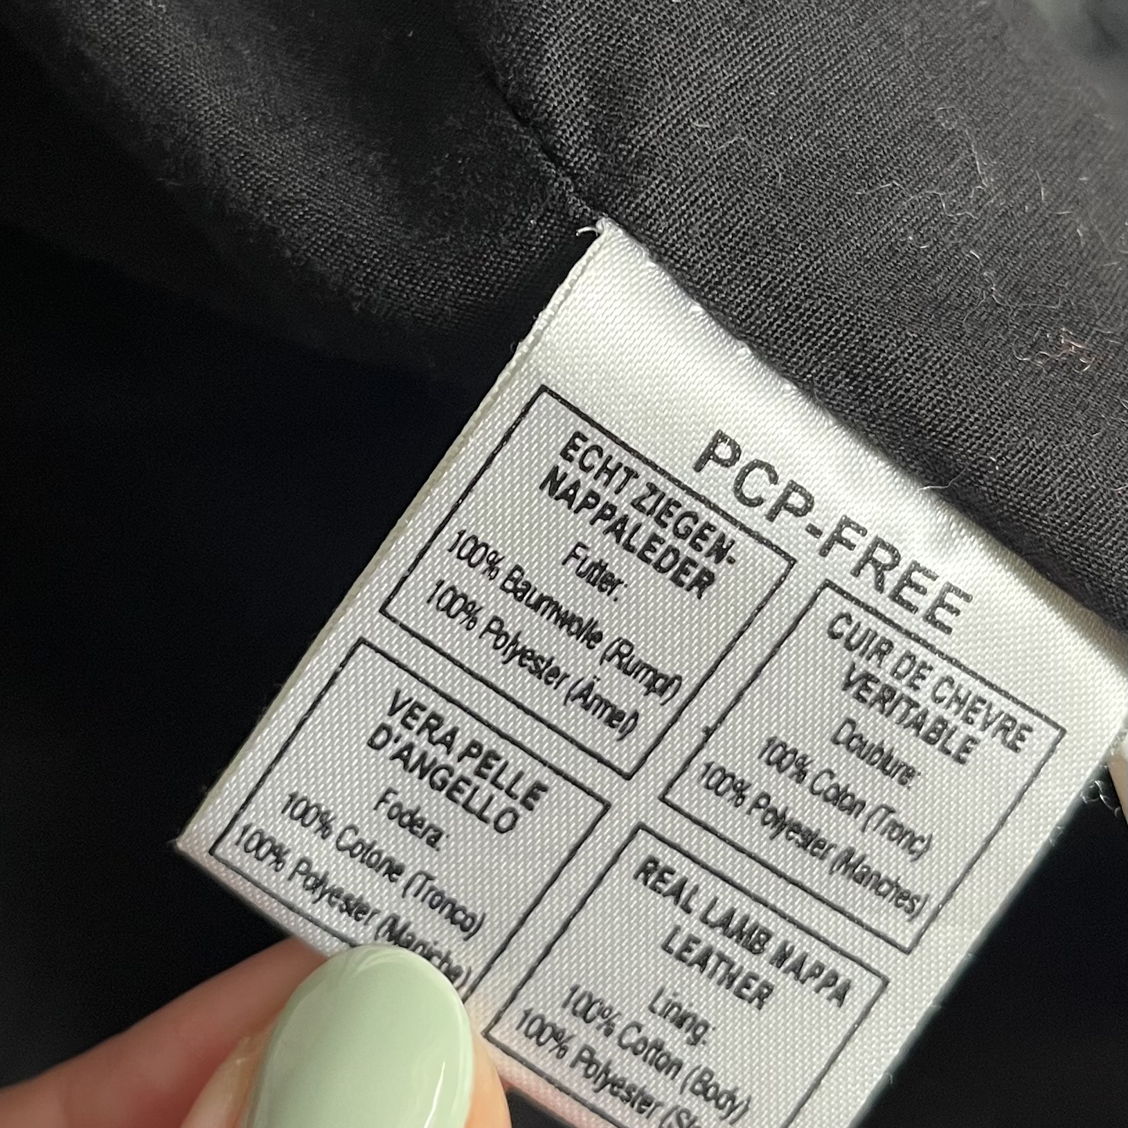 PCP-FREE
ECHT ZIEGEN-
NAPPALEDER
Futter:
100% Baumwolle (Rumpf)
100% Polyester (Ärmel)
CUIR DE CHEVRE
VERITABLE
Doublure:
100% Coton (Tronc)
100% Polyester (Manches)
VERA PELLE
D'ANGELLO
Fodera:
100% Cotone (Tronco)
100% Polyester (Maniche)
REAL LAMB NAPPA
LEATHER
Lining:
100% Cotton (Body)
100% Polyester